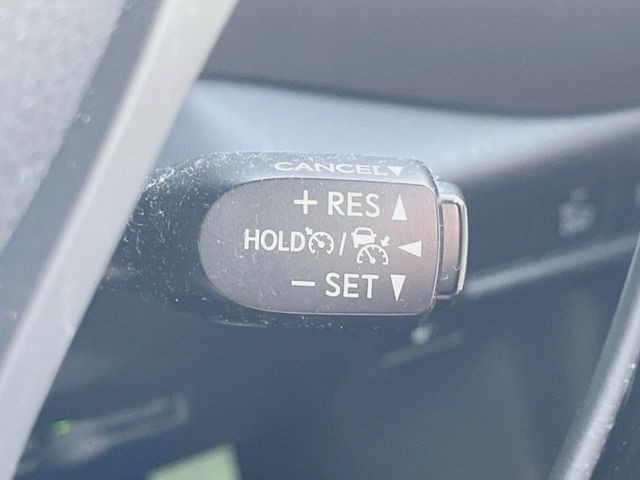 CANCEL▼
+ RES ▲
HOLD / ◀
− SET ▼